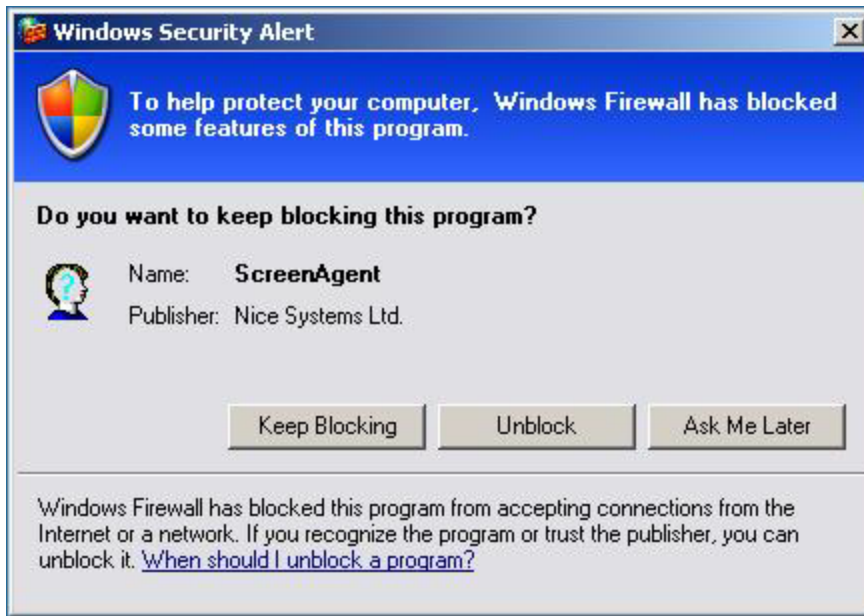 Windows Security Alert
To help protect your computer, Windows Firewall has blocked
some features of this program.
Do you want to keep blocking this program?
Name: ScreenAgent
Publisher: Nice Systems Ltd.
Keep Blocking Unblock Ask Me Later
Windows Firewall has blocked this program from accepting connections from the
Internet or a network. If you recognize the program or trust the publisher, you can
unblock it. When should I unblock a program?